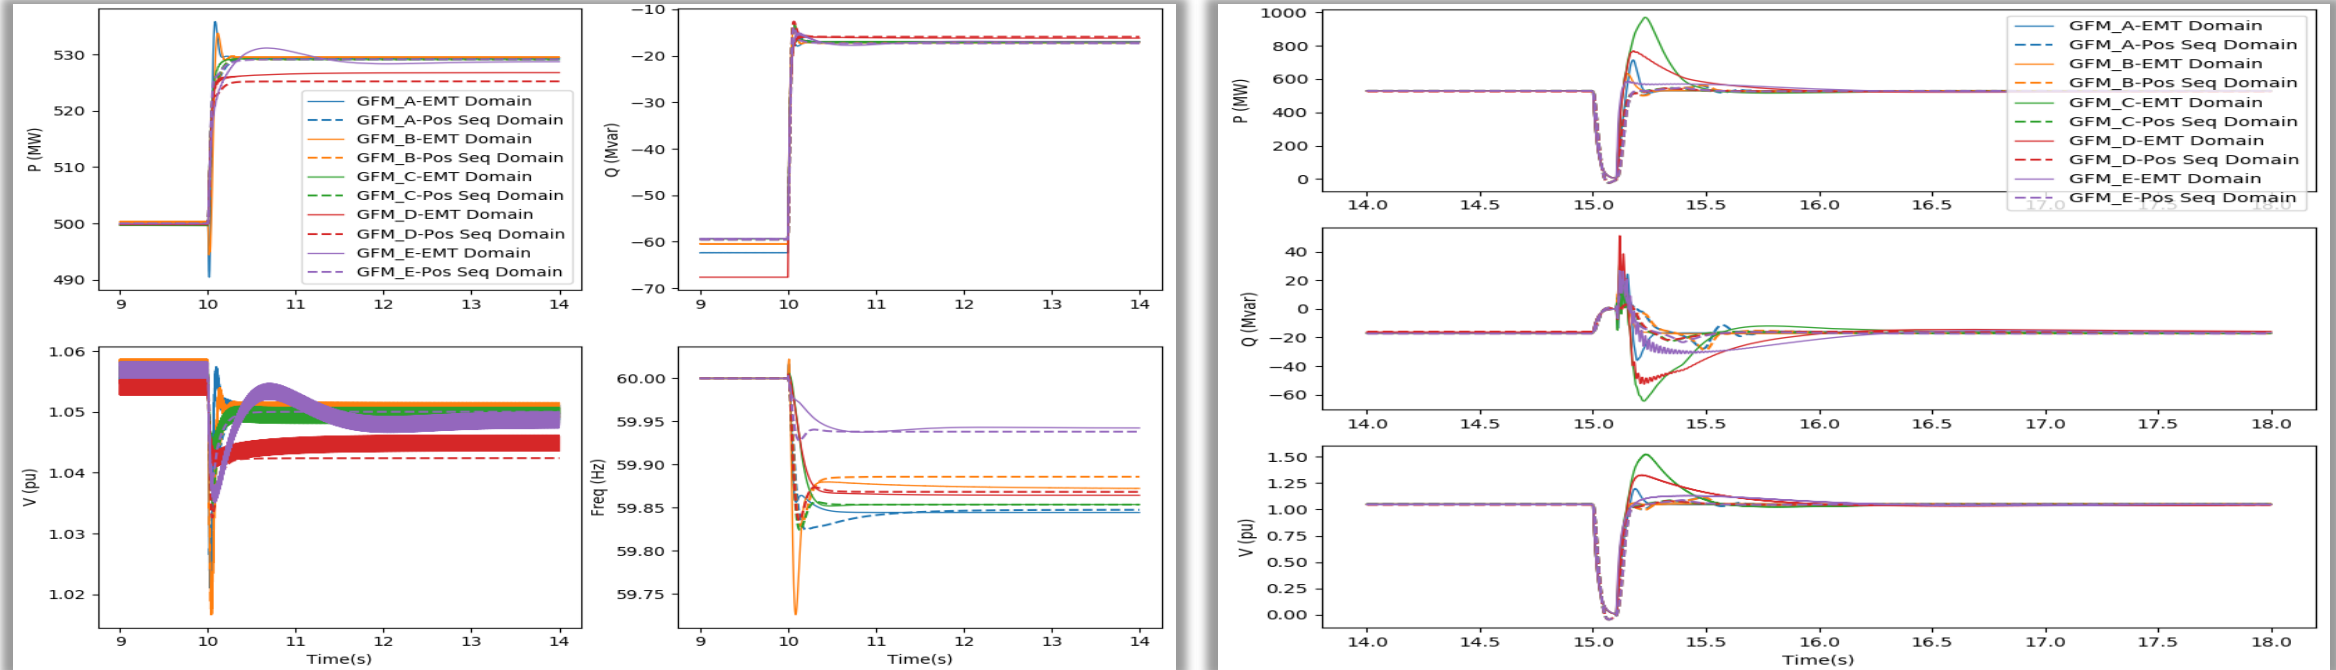 530
520
510
500
490
P (MW)
9 10 11 12 13 14
GFM_A-EMT Domain
GFM_A-Pos Seq Domain
GFM_B-EMT Domain
GFM_B-Pos Seq Domain
GFM_C-EMT Domain
GFM_C-Pos Seq Domain
GFM_D-EMT Domain
GFM_D-Pos Seq Domain
GFM_E-EMT Domain
GFM_E-Pos Seq Domain
−10
−20
−30
−40
−50
−60
−70
Q (Mvar)
9 10 11 12 13 14
1.06
1.05
1.04
1.03
1.02
V (pu)
9 10 11 12 13 14
Time(s)
60.00
59.95
59.90
59.85
59.80
59.75
Freq (Hz)
9 10 11 12 13 14
Time(s)
1000
800
600
400
200
0
P (MW)
14.0 14.5 15.0 15.5 16.0 16.5 17.0 17.5 18.0
GFM_A-EMT Domain
GFM_A-Pos Seq Domain
GFM_B-EMT Domain
GFM_B-Pos Seq Domain
GFM_C-EMT Domain
GFM_C-Pos Seq Domain
GFM_D-EMT Domain
GFM_D-Pos Seq Domain
GFM_E-EMT Domain
GFM_E-Pos Seq Domain
40
20
0
−20
−40
−60
Q (Mvar)
14.0 14.5 15.0 15.5 16.0 16.5 17.0 17.5 18.0
1.50
1.25
1.00
0.75
0.50
0.25
0.00
V (pu)
14.0 14.5 15.0 15.5 16.0 16.5 17.0 17.5 18.0
Time(s)